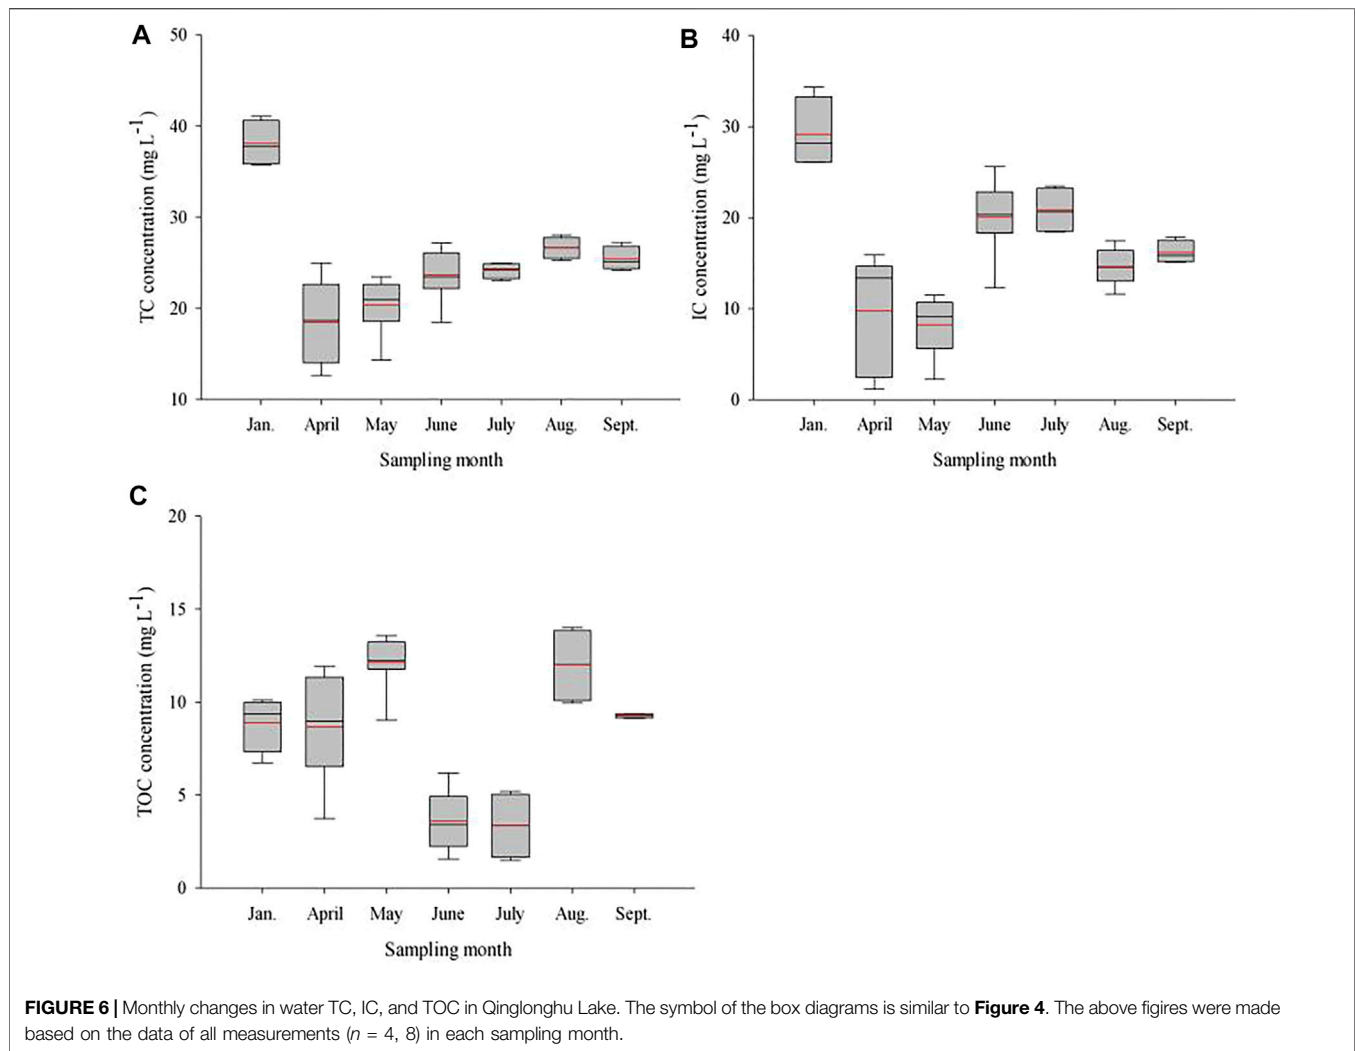 A
50
40
30
20
10
TC concentration (mg L-1)
Jan. April May June July Aug. Sept.
Sampling month
B
40
30
20
10
0
IC concentration (mg L-1)
Jan. April May June July Aug. Sept.
Sampling month
C
20
15
10
5
0
TOC concentration (mg L-1)
Jan. April May June July Aug. Sept.
Sampling month
FIGURE 6 | Monthly changes in water TC, IC, and TOC in Qinglonghu Lake. The symbol of the box diagrams is similar to Figure 4. The above figires were made
based on the data of all measurements (n = 4, 8) in each sampling month.